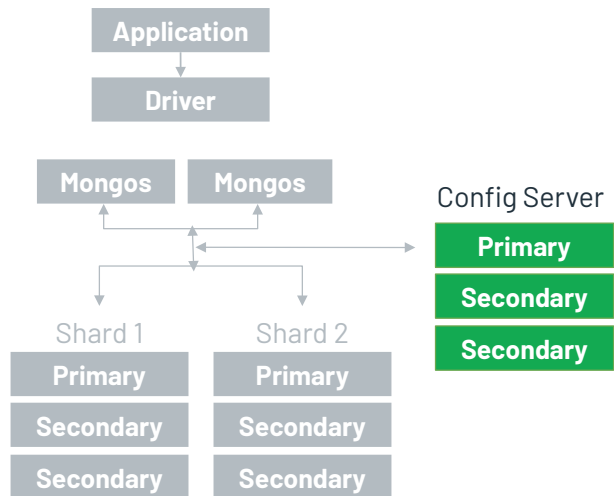 Application
Driver
Mongos
Mongos
Config Server
Primary
Secondary
Secondary
Shard 1
Primary
Secondary
Secondary
Shard 2
Primary
Secondary
Secondary